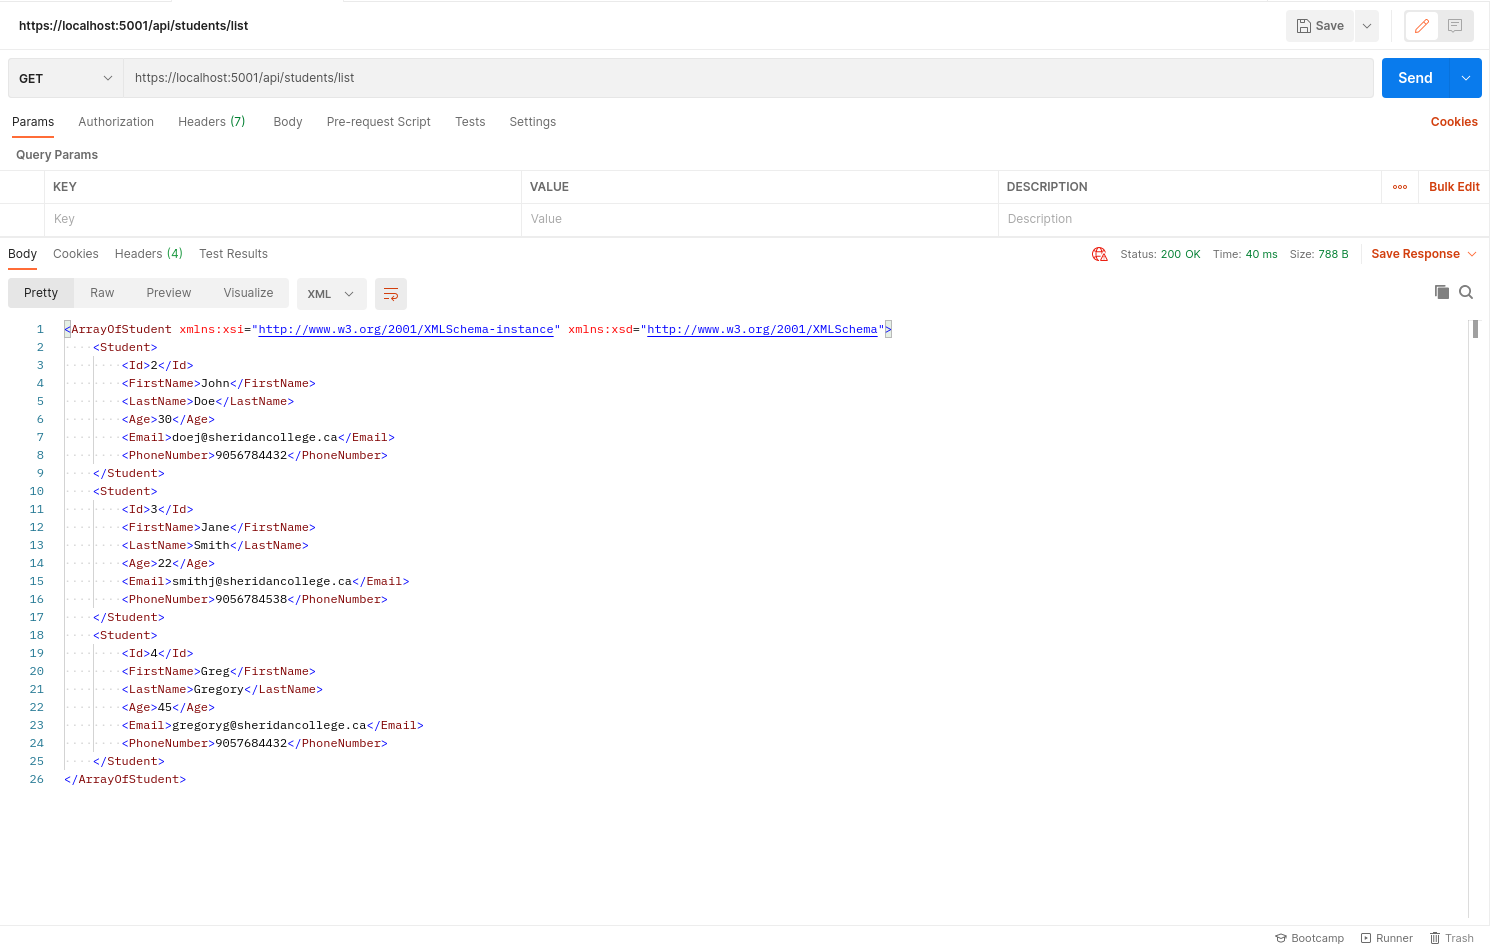 https://localhost:5001/api/students/list
Save
GET
https://localhost:5001/api/students/list
Send
Params Authorization Headers (7) Body Pre-request Script Tests Settings Cookies
Query Params
KEY VALUE DESCRIPTION Bulk Edit
Key Value Description
Body Cookies Headers (4) Test Results Status: 200 OK Time: 40 ms Size: 788 B Save Response
Pretty Raw Preview Visualize XML
1 <ArrayOfStudent xmlns:xsi="http://www.w3.org/2001/XMLSchema-instance" xmlns:xsd="http://www.w3.org/2001/XMLSchema">
2 <Student>
3 <Id>2</Id>
4 <FirstName>John</FirstName>
5 <LastName>Doe</LastName>
6 <Age>30</Age>
7 <Email>doej@sheridancollege.ca</Email>
8 <PhoneNumber>9056784432</PhoneNumber>
9 </Student>
10 <Student>
11 <Id>3</Id>
12 <FirstName>Jane</FirstName>
13 <LastName>Smith</LastName>
14 <Age>22</Age>
15 <Email>smithj@sheridancollege.ca</Email>
16 <PhoneNumber>9056784538</PhoneNumber>
17 </Student>
18 <Student>
19 <Id>4</Id>
20 <FirstName>Greg</FirstName>
21 <LastName>Gregory</LastName>
22 <Age>45</Age>
23 <Email>gregoryg@sheridancollege.ca</Email>
24 <PhoneNumber>9057684432</PhoneNumber>
25 </Student>
26 </ArrayOfStudent>
Bootcamp Runner Trash